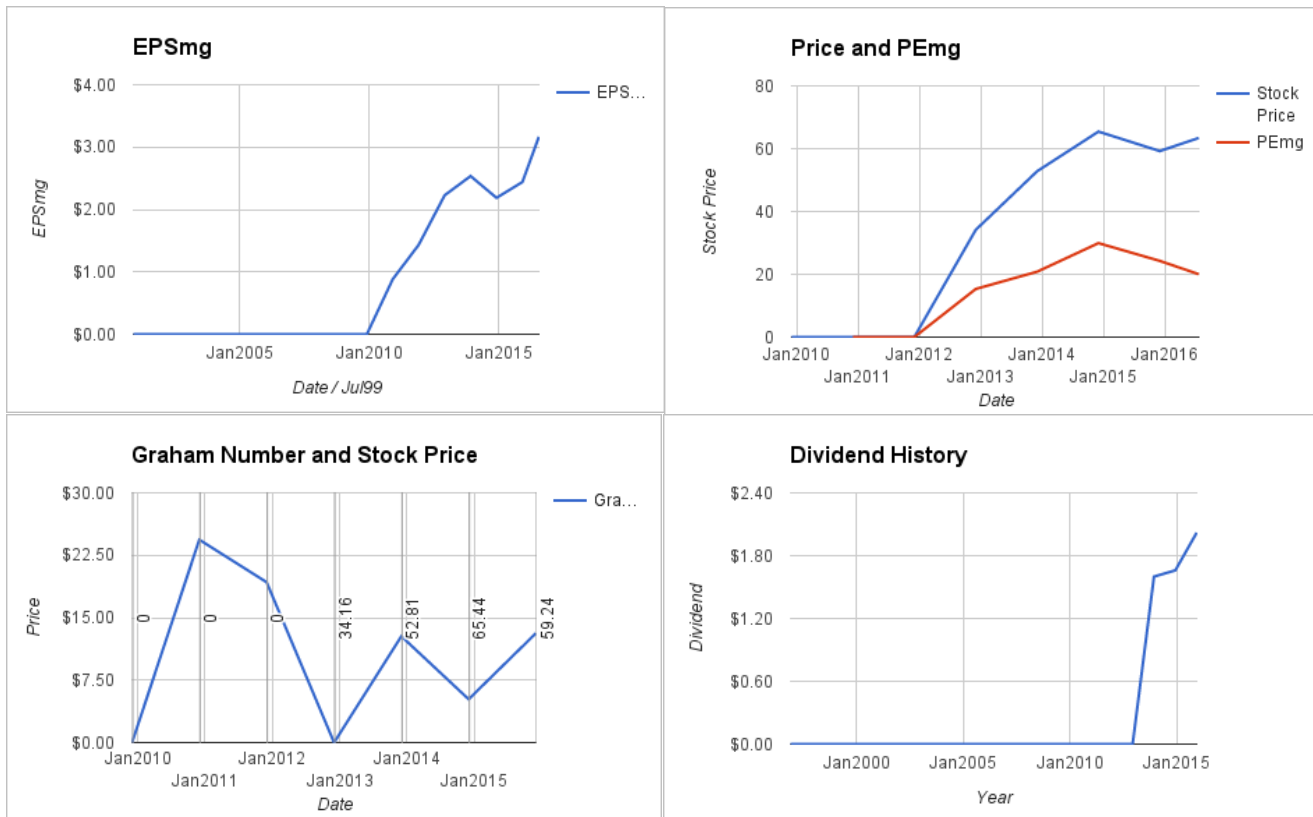 EPSmg
$4.00
$3.00
$2.00
$1.00
$0.00
EPSmg
Jan2005
Jan2010
Jan2015
Date / Jul99
EPS...
Price and PEmg
80
60
40
20
0
Stock Price
Jan2010
Jan2012
Jan2014
Jan2016
Jan2011
Jan2013
Jan2015
Date
Stock
Price
PEmg
Graham Number and Stock Price
$30.00
$22.50
$15.00
$7.50
$0.00
Price
0
0
0
34.16
52.81
65.44
59.24
Jan2010
Jan2012
Jan2014
Jan2011
Jan2013
Jan2015
Date
Gra...
Dividend History
$2.40
$1.80
$1.20
$0.60
$0.00
Dividend
Jan2000
Jan2005
Jan2010
Jan2015
Year